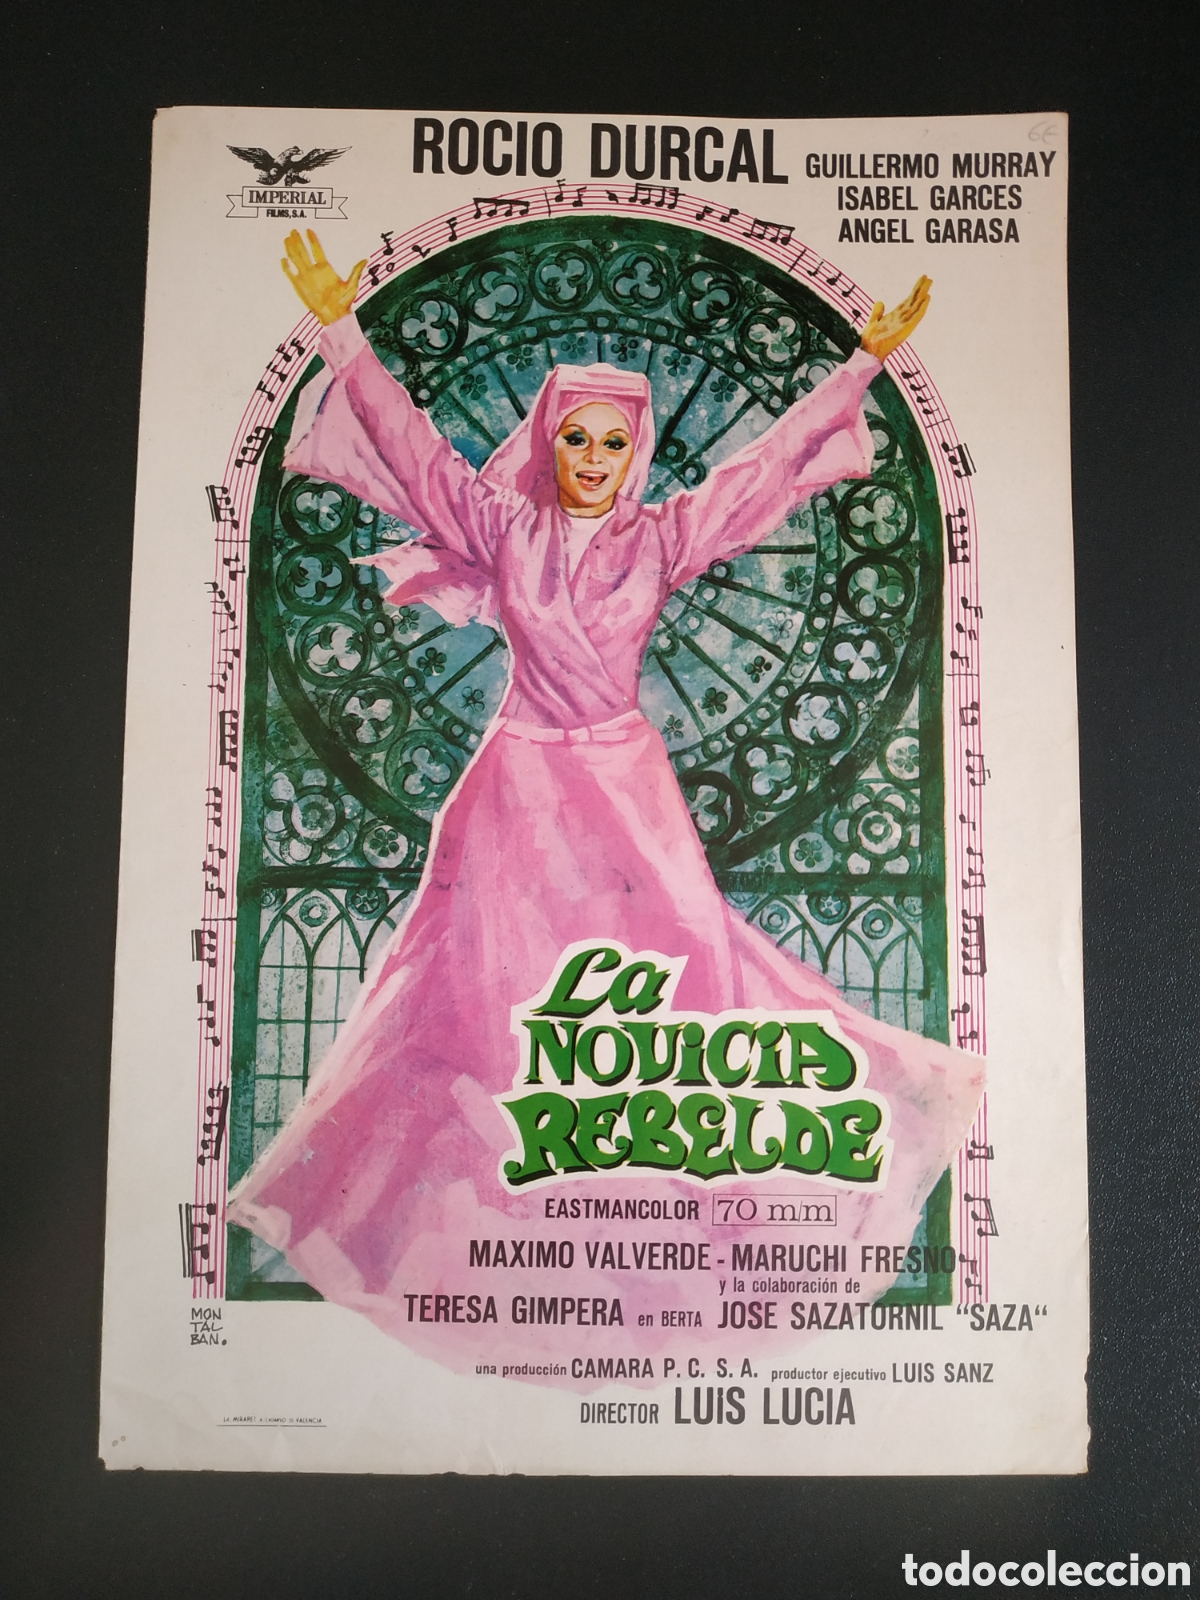 ROCIO DURCAL
GUILLERMO MURRAY
ISABEL GARCES
ANGEL GARASA
6€
IMPERIAL
FILMS, S.A.
La
NOViCiA
REBELDE
EASTMANCOLOR 70 m/m
MAXIMO VALVERDE - MARUCHI FRESNO
y la colaboración de
TERESA GIMPERA en BERTA JOSE SAZATORNIL "SAZA"
MON
TAL
BAN.
una producción CAMARA P. C. S. A. productor ejecutivo LUIS SANZ
DIRECTOR LUIS LUCIA
VALENCIA
todocoleccion